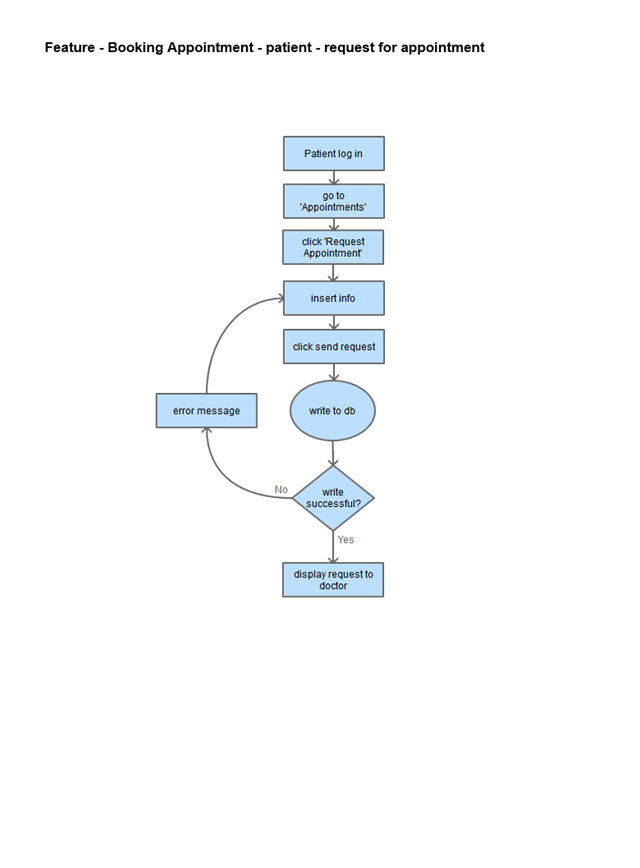 Feature - Booking Appointment - patient - request for appointment
Patient log in
go to
'Appointments'
click 'Request
Appointment'
insert info
click send request
error message
write to db
No
write
successful?
Yes
display request to
doctor